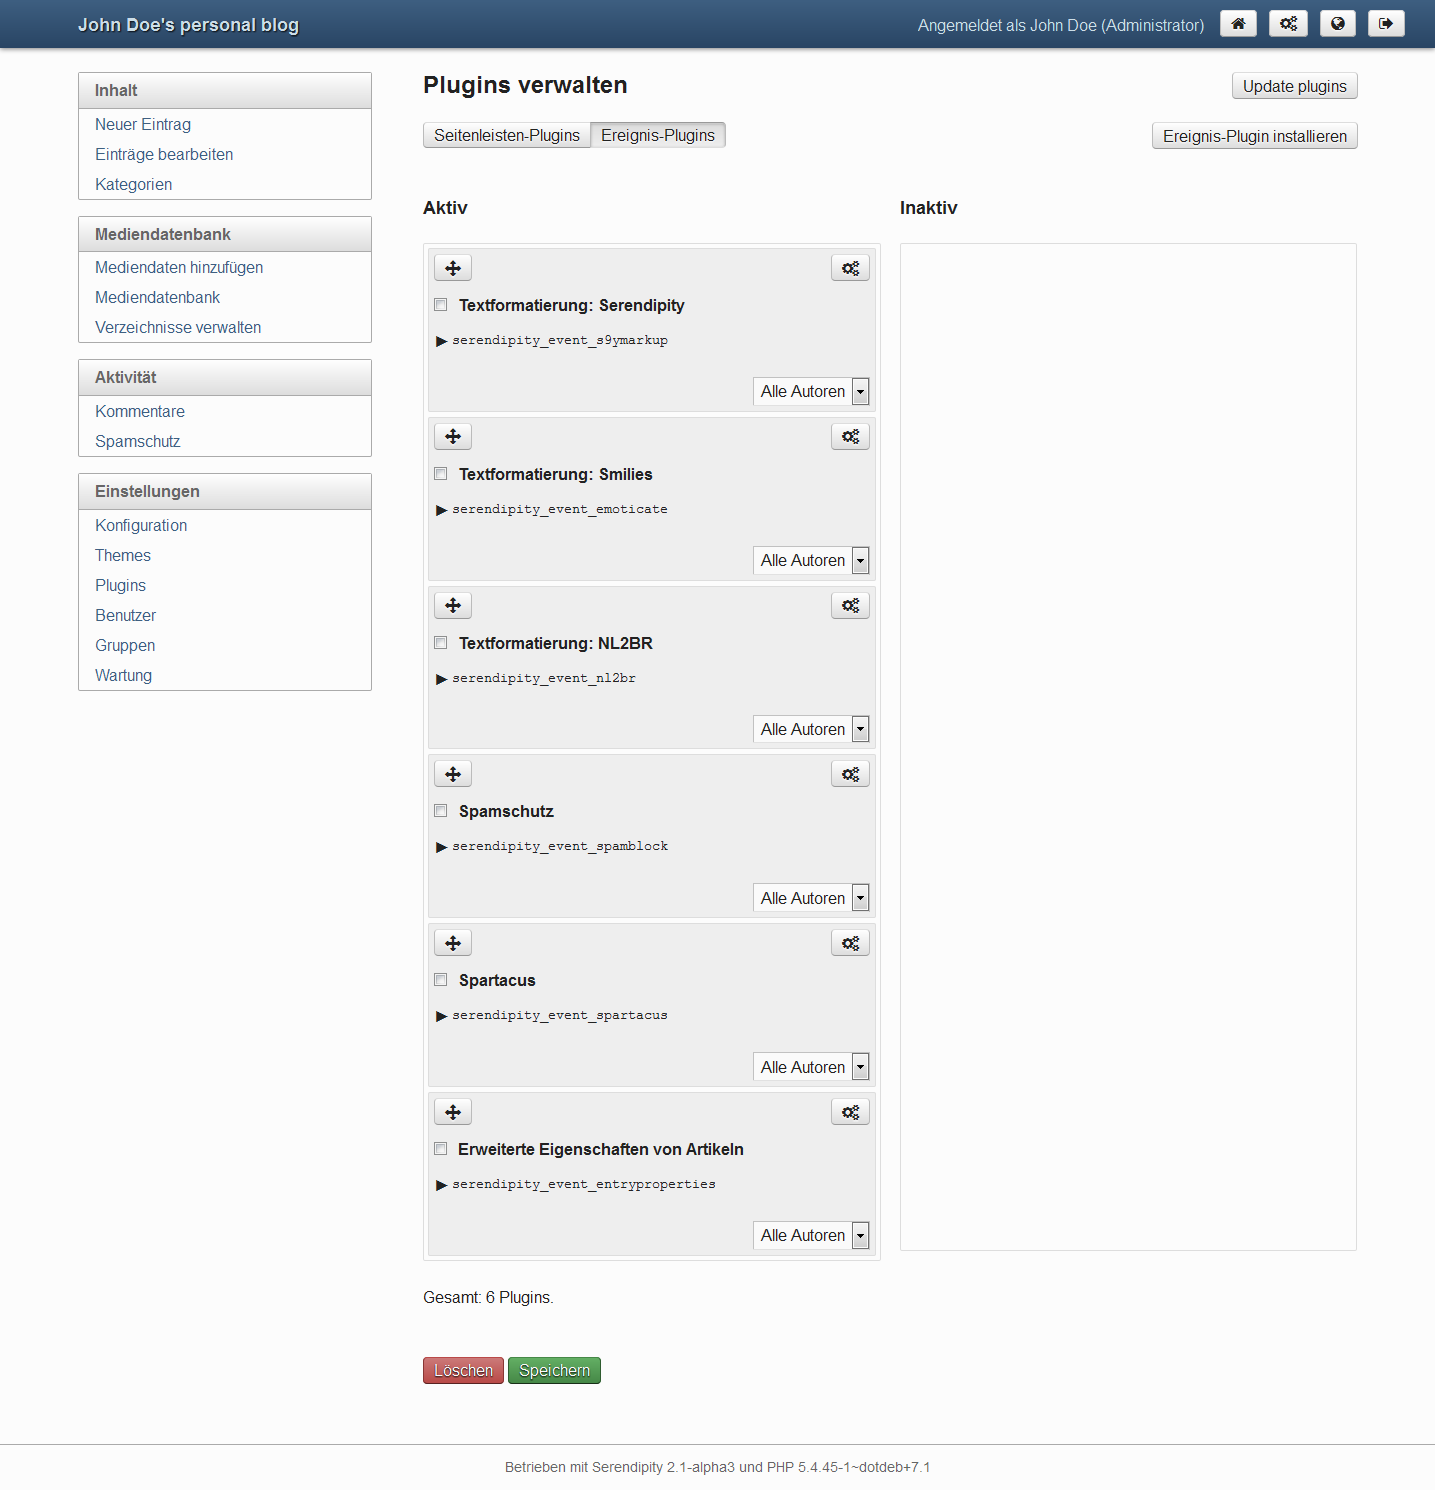 John Doe's personal blog
Angemeldet als John Doe (Administrator)
Inhalt
Neuer Eintrag
Einträge bearbeiten
Kategorien
Mediendatenbank
Mediendaten hinzufügen
Mediendatenbank
Verzeichnisse verwalten
Aktivität
Kommentare
Spamschutz
Einstellungen
Konfiguration
Themes
Plugins
Benutzer
Gruppen
Wartung
Plugins verwalten
Update plugins
Seitenleisten-Plugins
Ereignis-Plugins
Ereignis-Plugin installieren
Aktiv
Textformatierung: Serendipity
serendipity_event_s9ymarkup
Alle Autoren
Textformatierung: Smilies
serendipity_event_emoticate
Alle Autoren
Textformatierung: NL2BR
serendipity_event_nl2br
Alle Autoren
Spamschutz
serendipity_event_spamblock
Alle Autoren
Spartacus
serendipity_event_spartacus
Alle Autoren
Erweiterte Eigenschaften von Artikeln
serendipity_event_entryproperties
Alle Autoren
Inaktiv
Gesamt: 6 Plugins.
Löschen
Speichern
Betrieben mit Serendipity 2.1-alpha3 und PHP 5.4.45-1~dotdeb+7.1